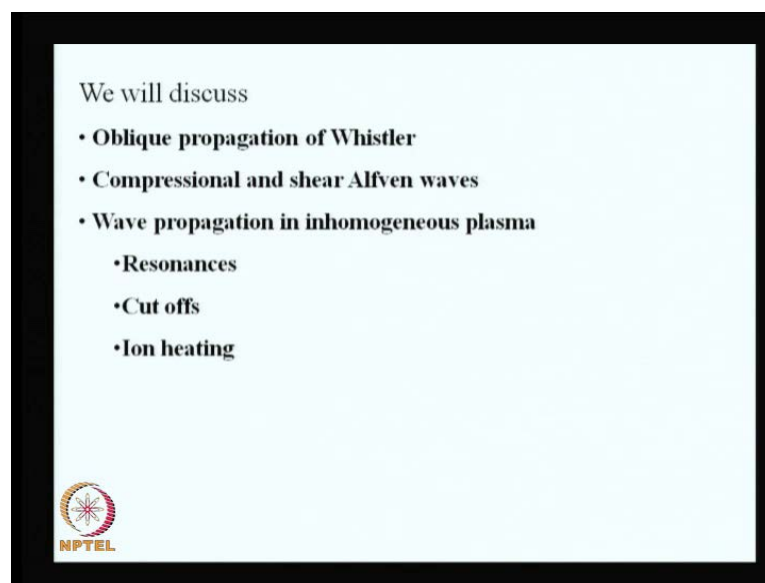 We will discuss
• Oblique propagation of Whistler
• Compressional and shear Alfven waves
• Wave propagation in inhomogeneous plasma
•Resonances
•Cut offs
•Ion heating
NPTEL